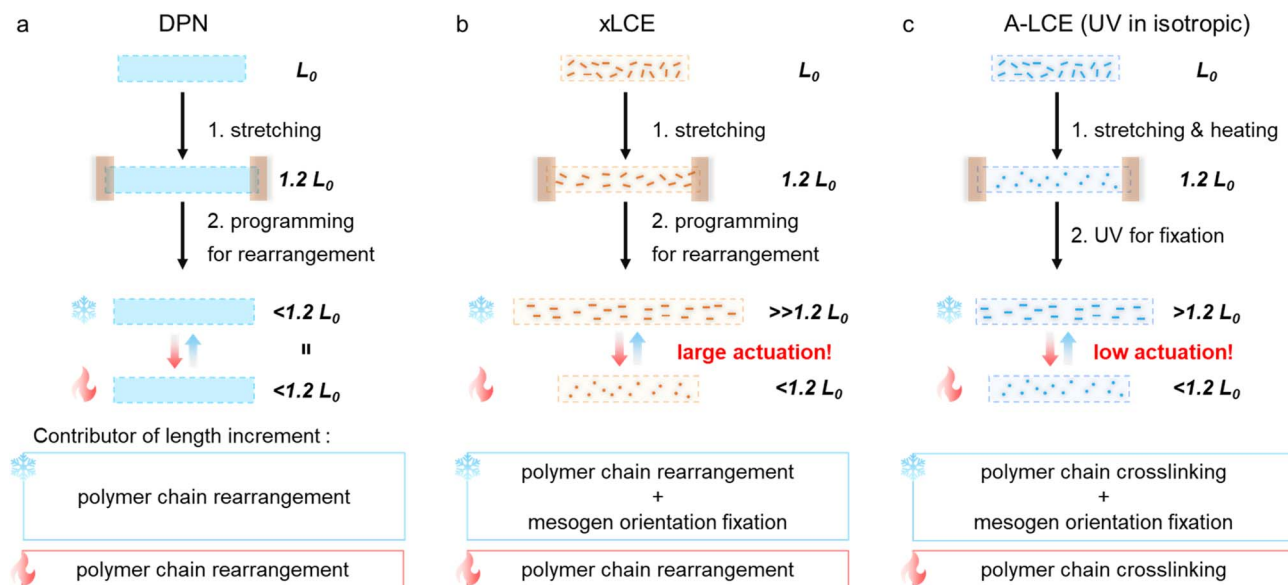 a
DPN
L0
1. stretching
1.2 L0
2. programming
for rearrangement
<1.2 L0
=
<1.2 L0
Contributor of length increment :
polymer chain rearrangement
polymer chain rearrangement
b
xLCE
L0
1. stretching
1.2 L0
2. programming
for rearrangement
>>1.2 L0
large actuation!
<1.2 L0
polymer chain rearrangement
+
mesogen orientation fixation
polymer chain rearrangement
c
A-LCE (UV in isotropic)
L0
1. stretching & heating
1.2 L0
2. UV for fixation
>1.2 L0
low actuation!
<1.2 L0
polymer chain crosslinking
+
mesogen orientation fixation
polymer chain crosslinking